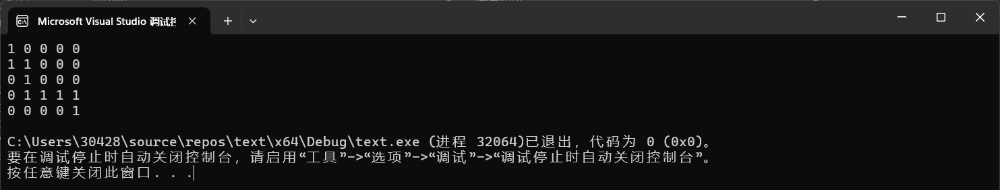 Microsoft Visual Studio 调试
1 0 0 0 0
1 1 0 0 0
0 1 0 0 0
0 1 1 1 1
0 0 0 0 1
C:\Users\30428\source\repos\text\x64\Debug\text.exe (进程 32064)已退出，代码为 0 (0x0)。
要在调试停止时自动关闭控制台，请启用“工具”->“选项”->“调试”->“调试停止时自动关闭控制台”。
按任意键关闭此窗口. . .